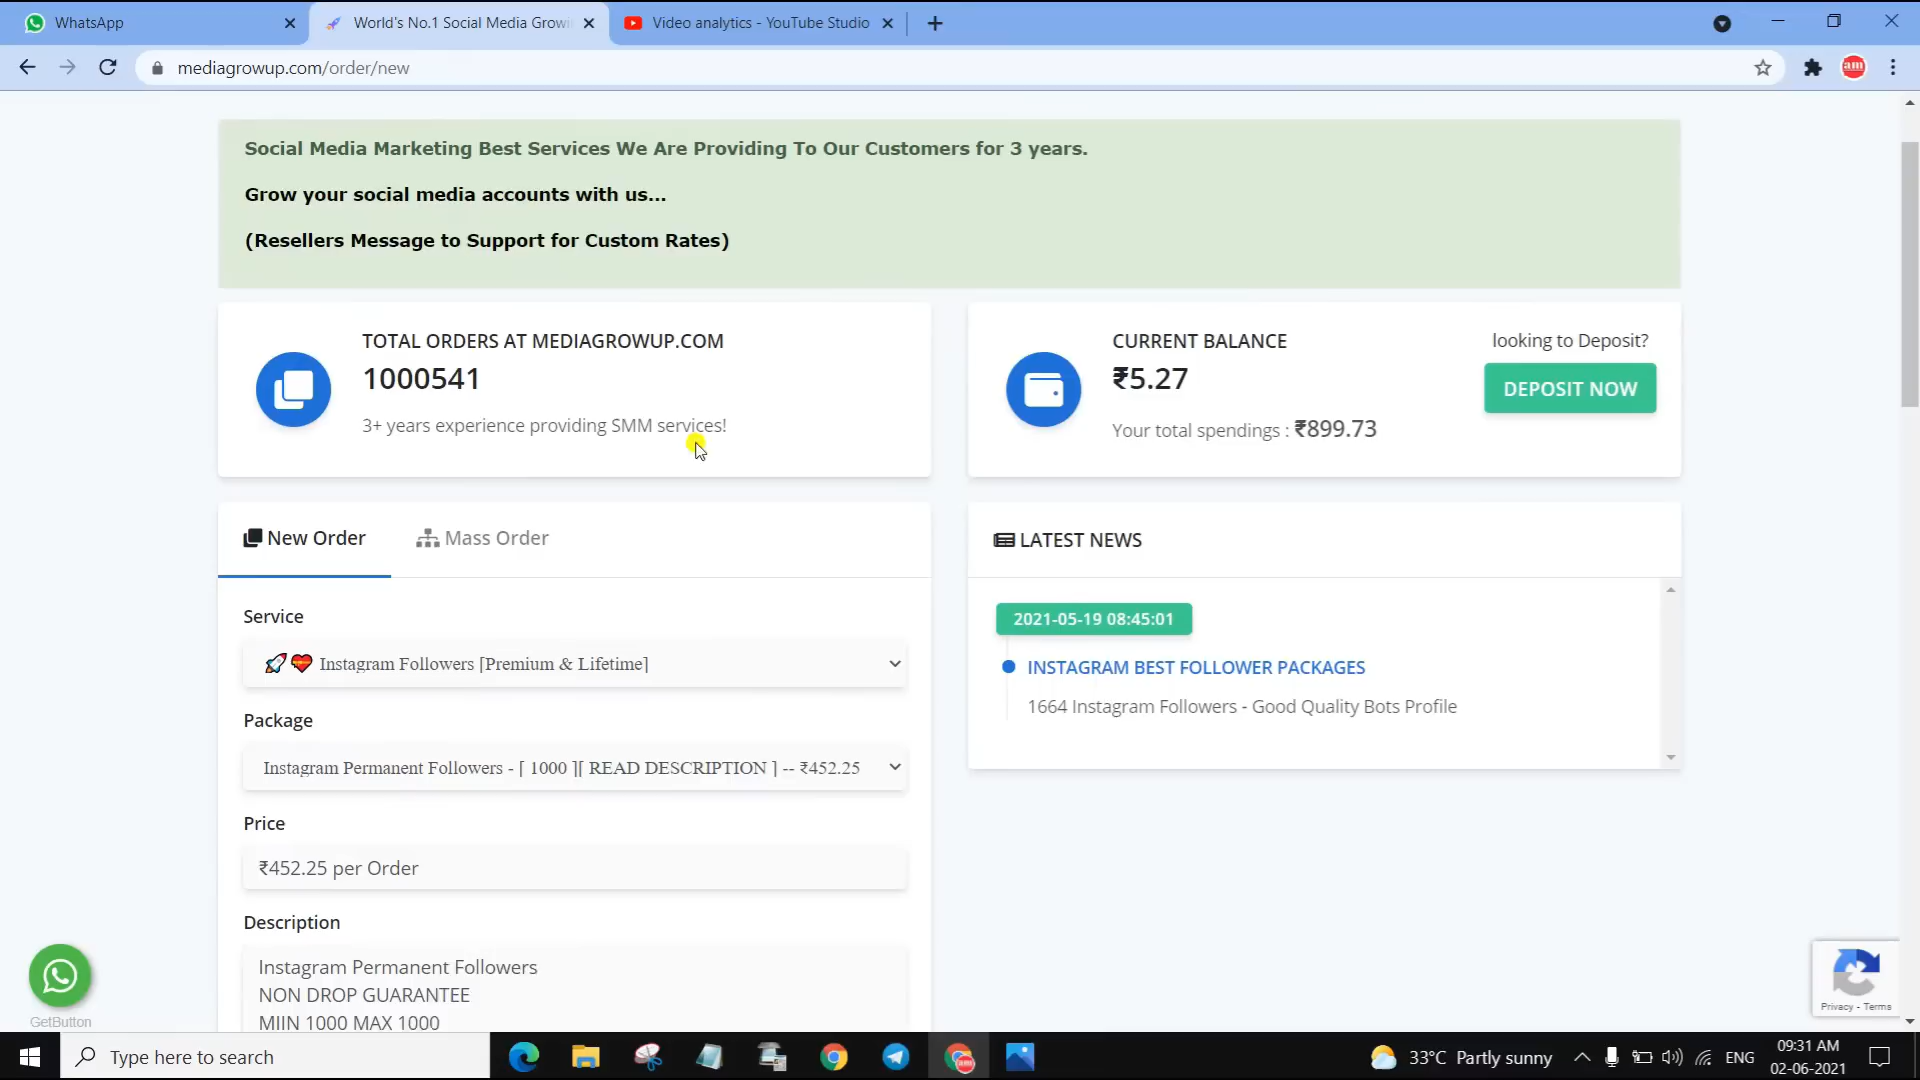 WhatsApp
World's No.1 Social Media Growi
Video analytics - YouTube Studio
mediagrowup.com/order/new
am
Social Media Marketing Best Services We Are Providing To Our Customers for 3 years.
Grow your social media accounts with us...
(Resellers Message to Support for Custom Rates)
TOTAL ORDERS AT MEDIAGROWUP.COM
1000541
3+ years experience providing SMM services!
CURRENT BALANCE
₹5.27
Your total spendings : ₹899.73
looking to Deposit?
DEPOSIT NOW
New Order
Mass Order
Service
Instagram Followers [Premium & Lifetime]
Package
Instagram Permanent Followers - [ 1000 ][ READ DESCRIPTION ] -- ₹452.25
Price
₹452.25 per Order
Description
Instagram Permanent Followers
NON DROP GUARANTEE
MIIN 1000 MAX 1000
LATEST NEWS
2021-05-19 08:45:01
INSTAGRAM BEST FOLLOWER PACKAGES
1664 Instagram Followers - Good Quality Bots Profile
GetButton
Privacy - Terms
Type here to search
33°C Partly sunny
ENG
09:31 AM
02-06-2021